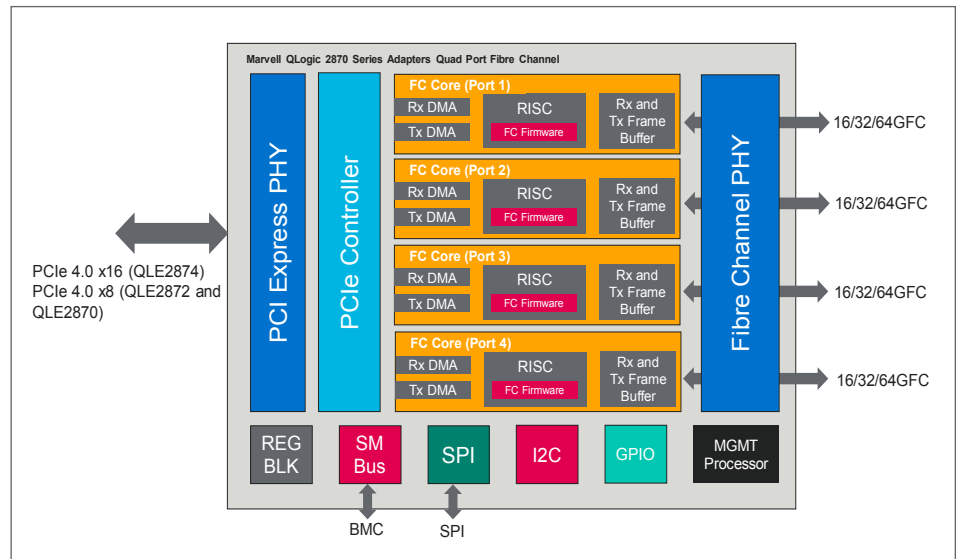 Marvell QLogic 2870 Series Adapters Quad Port Fibre Channel
PCI Express PHY
PCIe Controller
FC Core (Port 1)
Rx DMA
Tx DMA
RISC
FC Firmware
Rx and
Tx Frame
Buffer
FC Core (Port 2)
Rx DMA
Tx DMA
RISC
FC Firmware
Rx and
Tx Frame
Buffer
FC Core (Port 3)
Rx DMA
Tx DMA
RISC
FC Firmware
Rx and
Tx Frame
Buffer
FC Core (Port 4)
Rx DMA
Tx DMA
RISC
FC Firmware
Rx and
Tx Frame
Buffer
Fibre Channel PHY
16/32/64GFC
16/32/64GFC
16/32/64GFC
16/32/64GFC
PCIe 4.0 x16 (QLE2874)
PCIe 4.0 x8 (QLE2872 and
QLE2870)
REG
BLK
SM
Bus
SPI
I2C
GPIO
MGMT
Processor
BMC
SPI